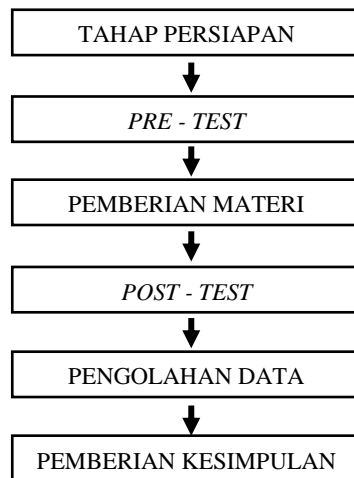 TAHAP PERSIAPAN
PRE - TEST
PEMBERIAN MATERI
POST - TEST
PENGOLAHAN DATA
PEMBERIAN KESIMPULAN